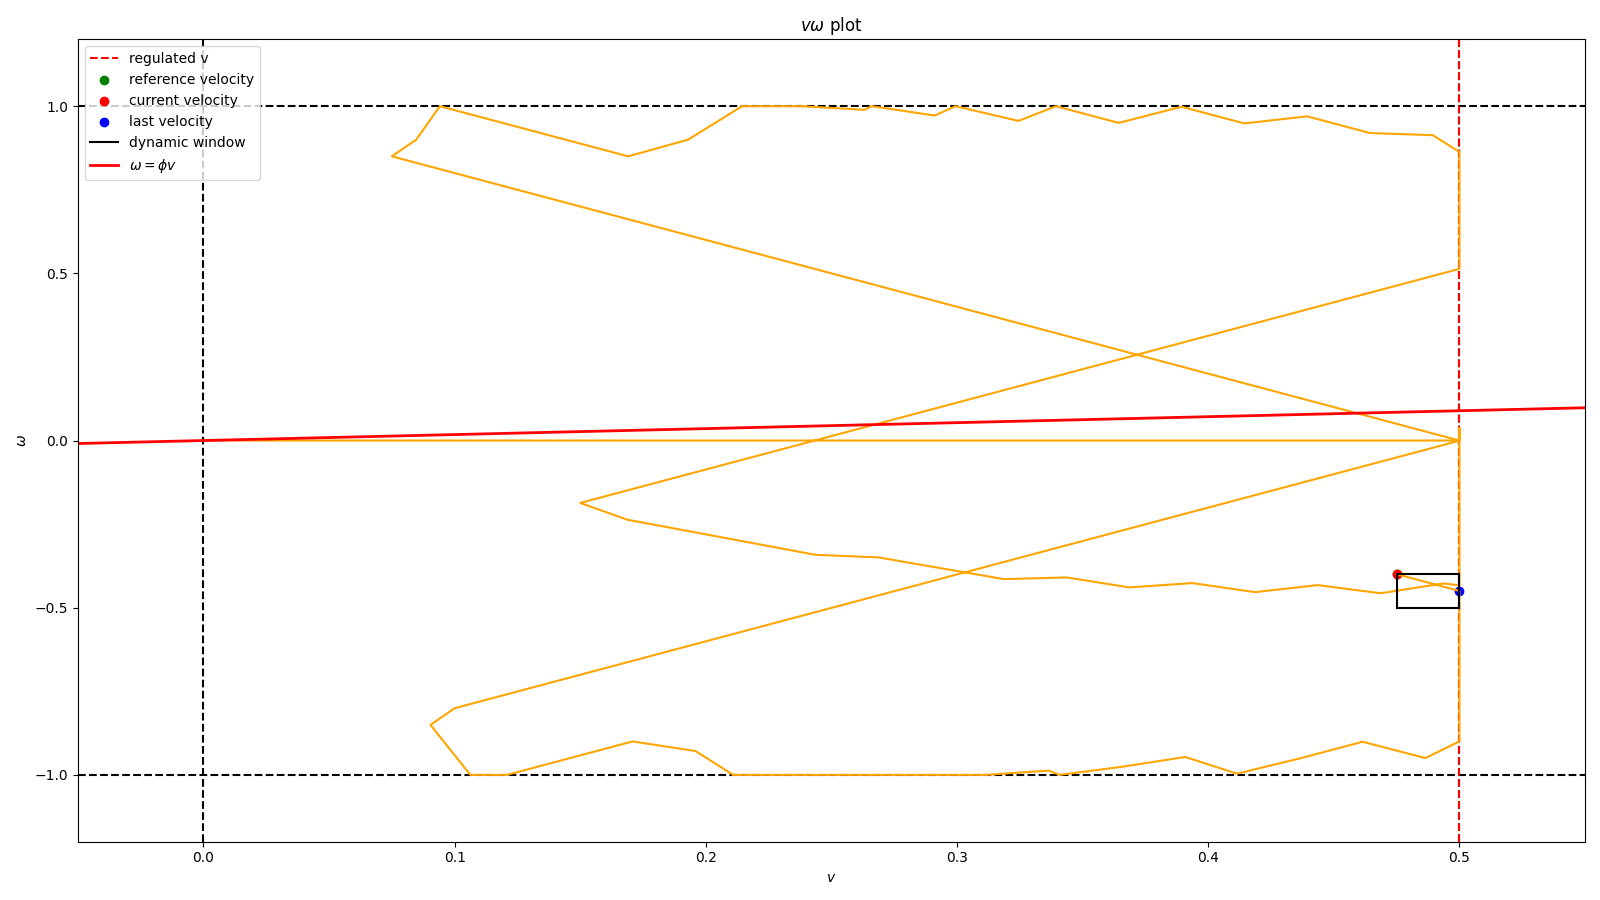 vω plot
regulated v
reference velocity
current velocity
last velocity
dynamic window
ω = ϕv
1.0
0.5
0.0
−0.5
−1.0
ω
0.0 0.1 0.2 0.3 0.4 0.5
v